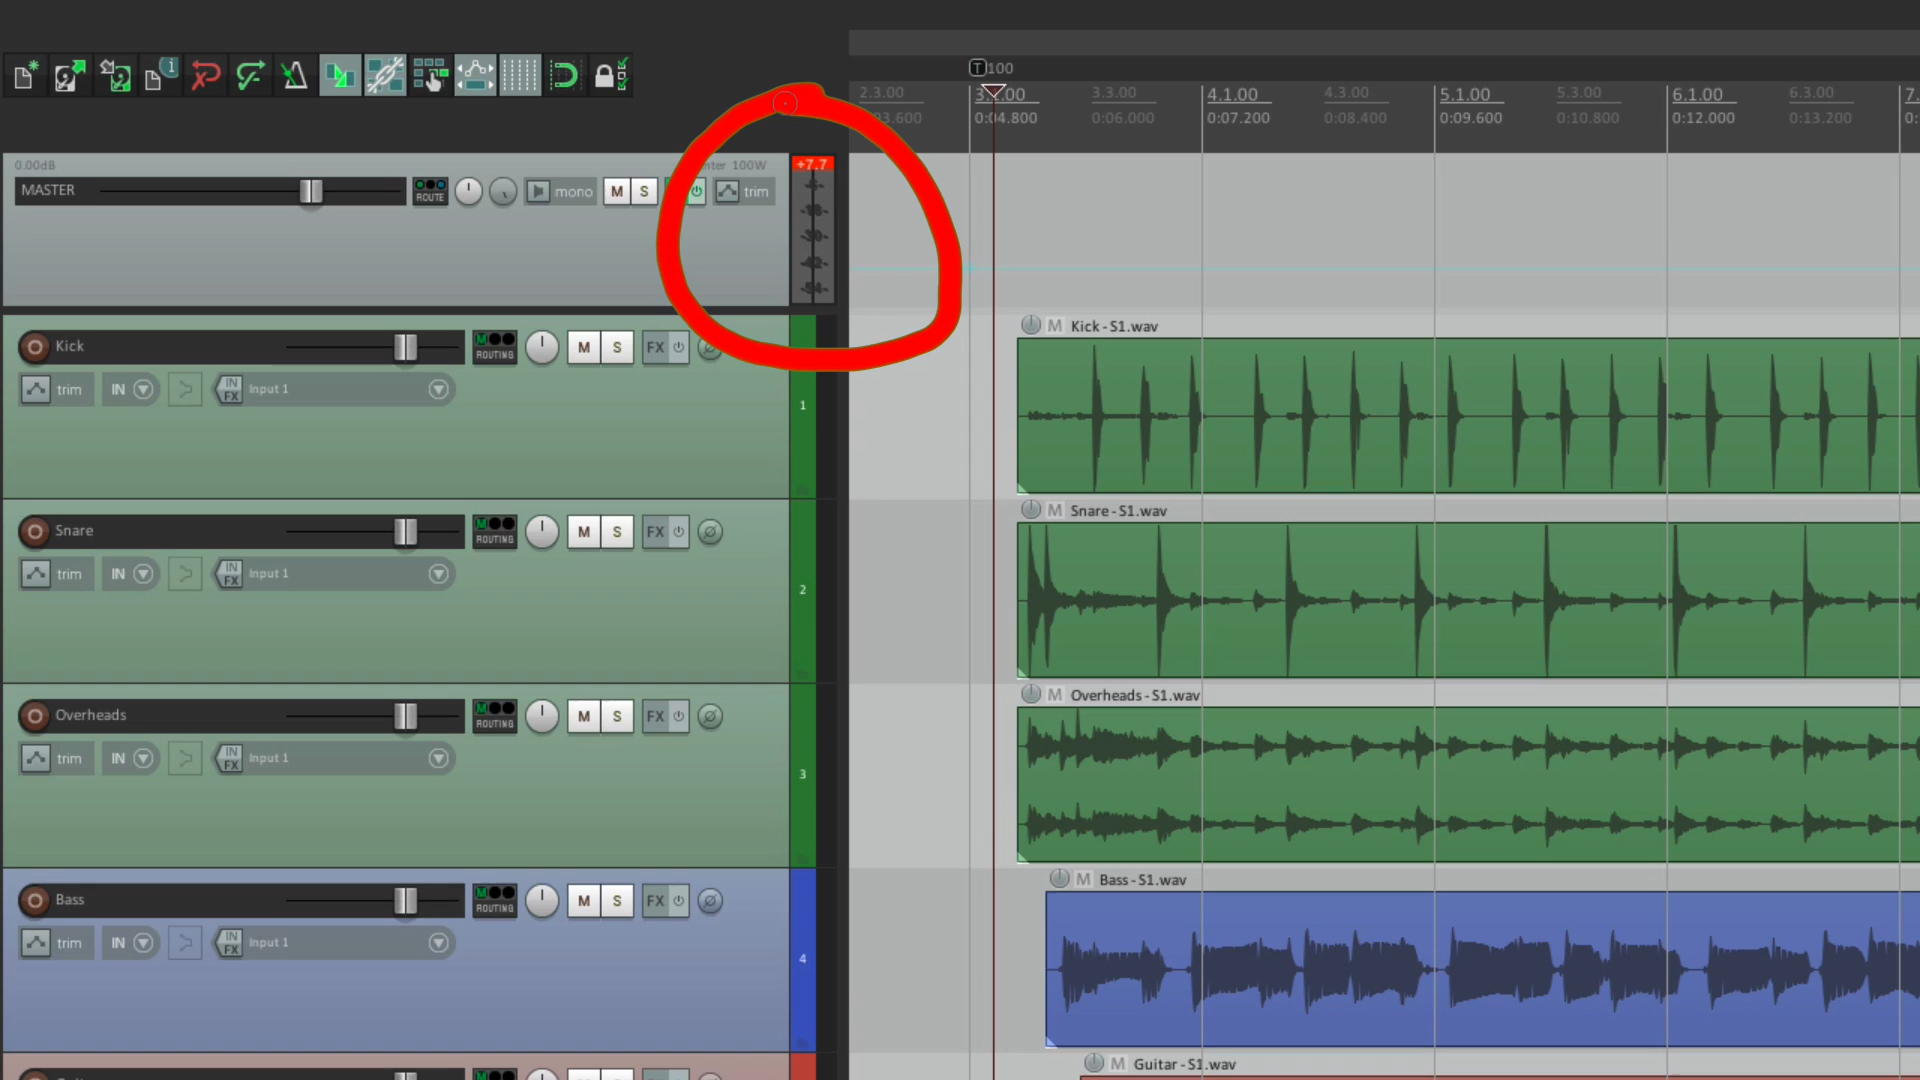 T 100
2.3.00 3.1.00 3.3.00 4.1.00 4.3.00 5.1.00 5.3.00 6.1.00 6.3.00 7.
0:04.800 0:06.000 0:07.200 0:08.400 0:09.600 0:10.800 0:12.000 0:13.200 0:
0.00dB 100W +7.7
MASTER ROUTE mono M S trim
-6-
-18-
-30-
-42-
-54-
Kick ROUTING M S FX
trim IN IN FX Input 1
1
M Kick - S1.wav
Snare ROUTING M S FX
trim IN IN FX Input 1
2
M Snare - S1.wav
Overheads ROUTING M S FX
trim IN IN FX Input 1
3
M Overheads - S1.wav
Bass ROUTING M S FX
trim IN IN FX Input 1
4
M Bass - S1.wav
M Guitar - S1.wav